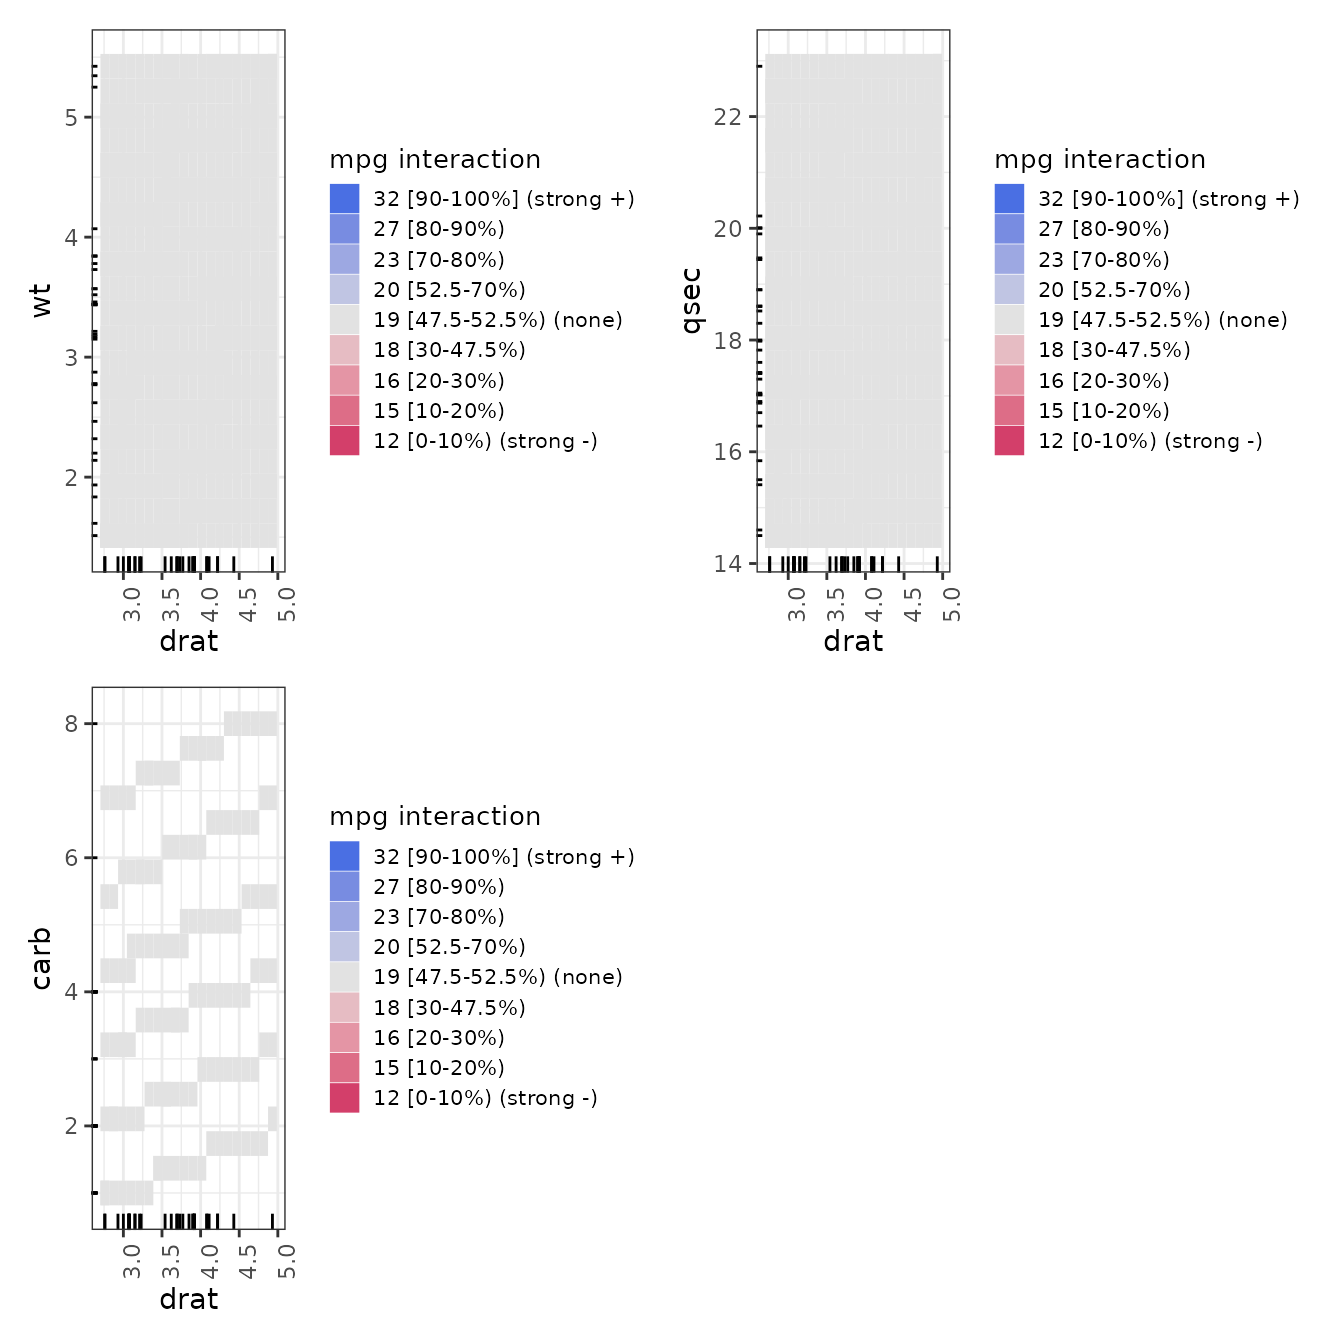 5
4
3
2
wt
3.0
3.5
4.0
4.5
5.0
drat
mpg interaction
32 [90-100%] (strong +)
27 [80-90%)
23 [70-80%)
20 [52.5-70%)
19 [47.5-52.5%) (none)
18 [30-47.5%)
16 [20-30%)
15 [10-20%)
12 [0-10%) (strong -)
22
20
18
16
14
qsec
3.0
3.5
4.0
4.5
5.0
drat
mpg interaction
32 [90-100%] (strong +)
27 [80-90%)
23 [70-80%)
20 [52.5-70%)
19 [47.5-52.5%) (none)
18 [30-47.5%)
16 [20-30%)
15 [10-20%)
12 [0-10%) (strong -)
8
6
4
2
carb
3.0
3.5
4.0
4.5
5.0
drat
mpg interaction
32 [90-100%] (strong +)
27 [80-90%)
23 [70-80%)
20 [52.5-70%)
19 [47.5-52.5%) (none)
18 [30-47.5%)
16 [20-30%)
15 [10-20%)
12 [0-10%) (strong -)